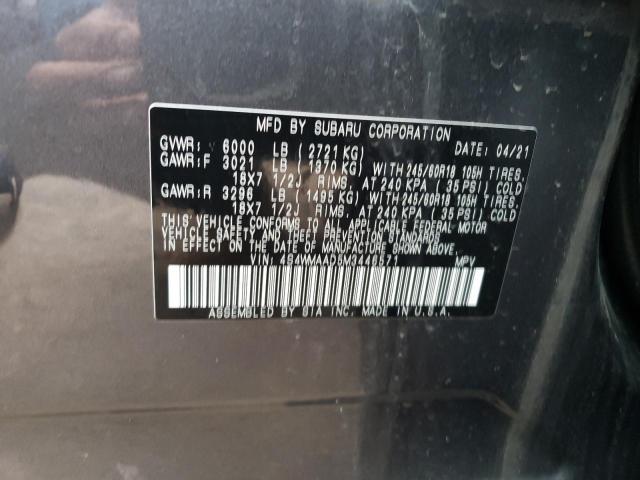 MFD BY SUBARU CORPORATION DATE: 04/21
GVWR: 6000 LB (2721 KG)
GAWR:F 3021 LB (1370 KG) WITH 245/60R18 105H TIRES,
18X7 1/2J RIMS, AT 240 KPA (35 PSI) COLD
GAWR:R 3296 LB (1495 KG) WITH 245/60R18 105H TIRES,
18X7 1/2J RIMS, AT 240 KPA (35 PSI) COLD
THIS VEHICLE CONFORMS TO ALL APPLICABLE FEDERAL MOTOR
VEHICLE SAFETY AND BUMPER STANDARDS
IN EFFECT ON THE DATE OF MANUFACTURE SHOWN ABOVE.
VIN: MPV
ASSEMBLED BY SIA INC. MADE IN U.S.A.